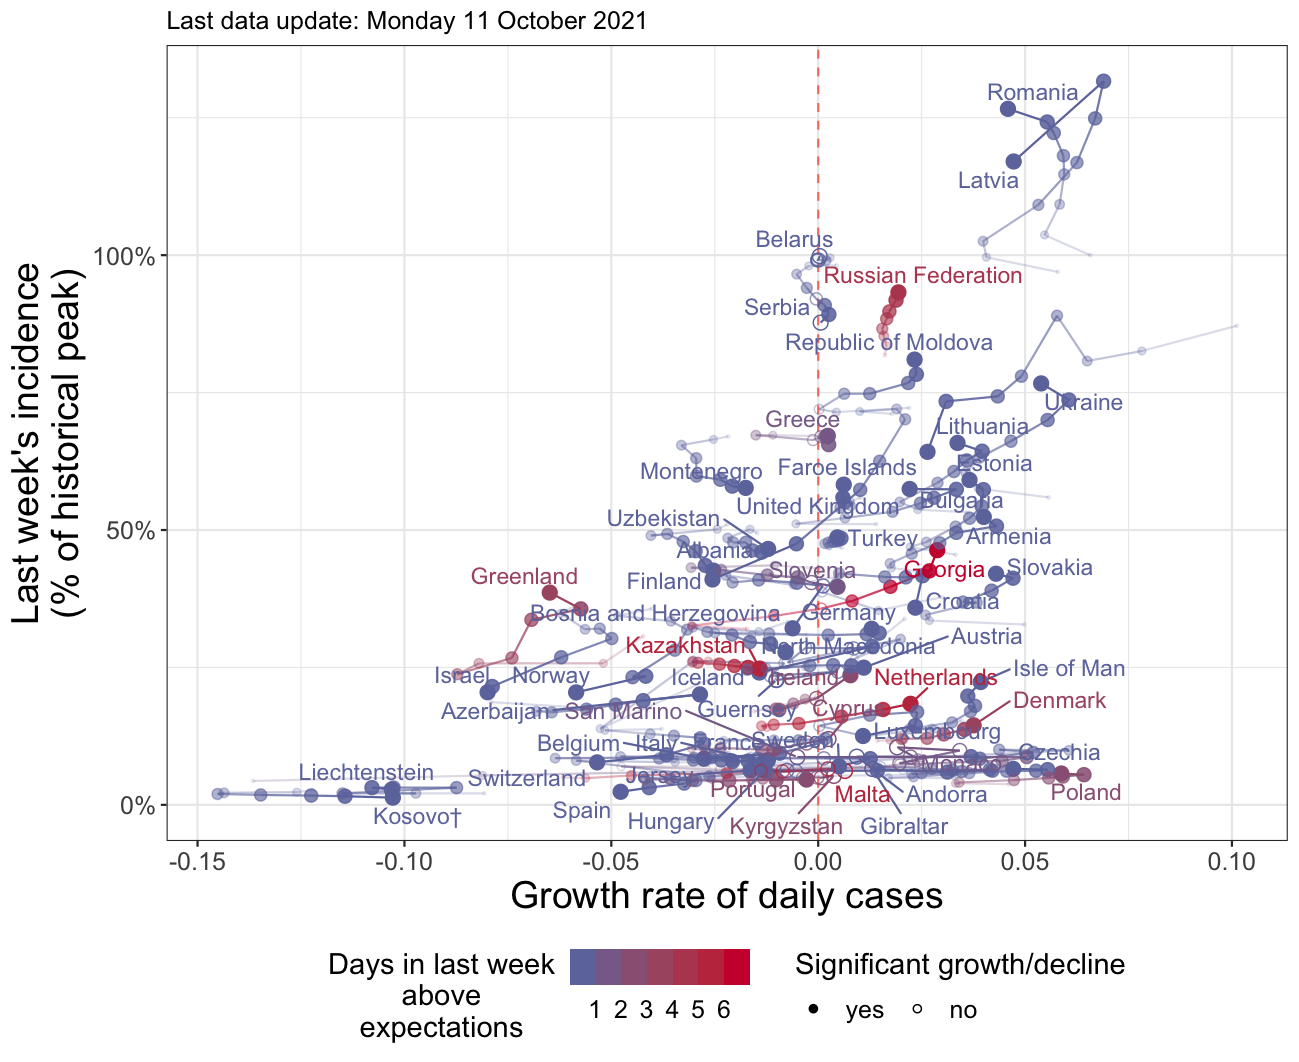 Last data update: Monday 11 October 2021
Last week's incidence
(% of historical peak)
100%
50%
0%
Romania
Latvia
Belarus
Russian Federation
Serbia
Republic of Moldova
Ukraine
Greece
Lithuania
Montenegro
Faroe Islands
Estonia
United Kingdom
Bulgaria
Uzbekistan
Albania
Turkey
Armenia
Finland
Slovenia
Georgia
Slovakia
Greenland
Bosnia and Herzegovina
Germany
Croatia
Kazakhstan
North Macedonia
Austria
Israel
Norway
Iceland
Ireland
Netherlands
Isle of Man
Azerbaijan
San Marino
Guernsey
Cyprus
Denmark
Belgium
Italy
France
Sweden
Luxembourg
Czechia
Liechtenstein
Switzerland
Jersey
Portugal
Monaco
Malta
Andorra
Poland
Kosovo†
Spain
Hungary
Kyrgyzstan
Gibraltar
-0.15
-0.10
-0.05
0.00
0.05
0.10
Growth rate of daily cases
Days in last week
above
expectations
1 2 3 4 5 6
Significant growth/decline
yes
no